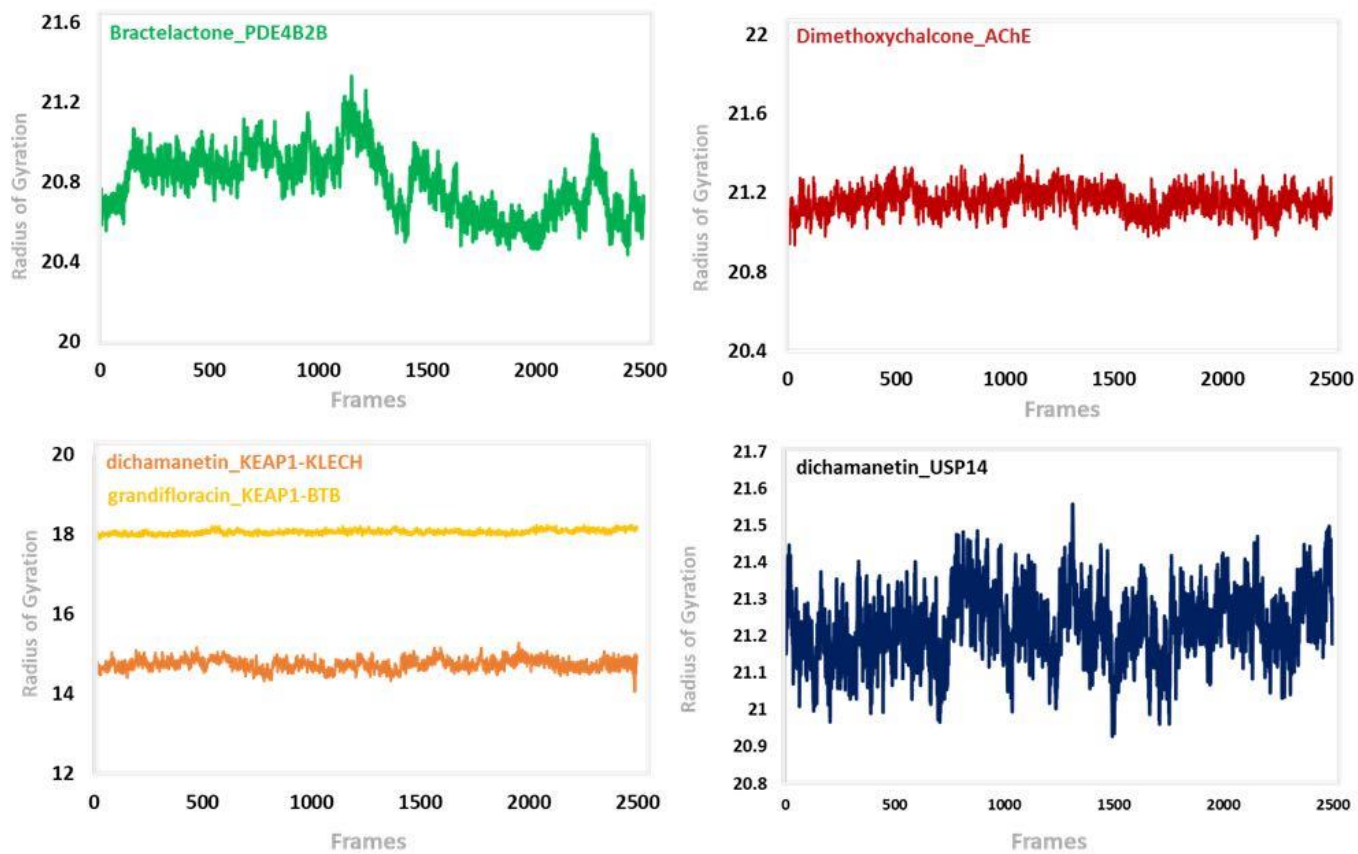 Bractelactone_PDE4B2B
Radius of Gyration
21.6
21.2
20.8
20.4
20
0 500 1000 1500 2000 2500
Frames
Dimethoxychalcone_AChE
Radius of Gyration
22
21.6
21.2
20.8
20.4
0 500 1000 1500 2000 2500
Frames
dichamanetin_KEAP1-KLECH
grandifloracin_KEAP1-BTB
Radius of Gyration
20
18
16
14
12
0 500 1000 1500 2000 2500
Frames
dichamanetin_USP14
Radius of Gyration
21.7
21.6
21.5
21.4
21.3
21.2
21.1
21
20.9
20.8
0 500 1000 1500 2000 2500
Frames